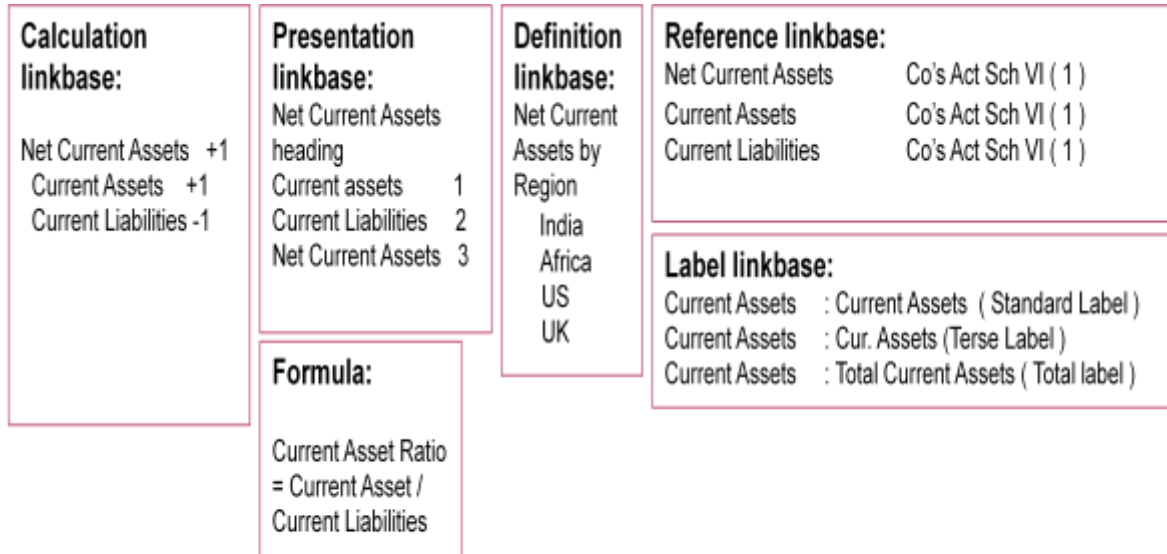 Calculation
linkbase:
Net Current Assets +1
Current Assets +1
Current Liabilities -1
Presentation
linkbase:
Net Current Assets
heading
Current assets 1
Current Liabilities 2
Net Current Assets 3
Formula:
Current Asset Ratio
= Current Asset /
Current Liabilities
Definition
linkbase:
Net Current
Assets by
Region
India
Africa
US
UK
Reference linkbase:
Net Current Assets Co's Act Sch VI ( 1 )
Current Assets Co's Act Sch VI ( 1 )
Current Liabilities Co's Act Sch VI ( 1 )
Label linkbase:
Current Assets : Current Assets ( Standard Label )
Current Assets : Cur. Assets (Terse Label )
Current Assets : Total Current Assets ( Total label )